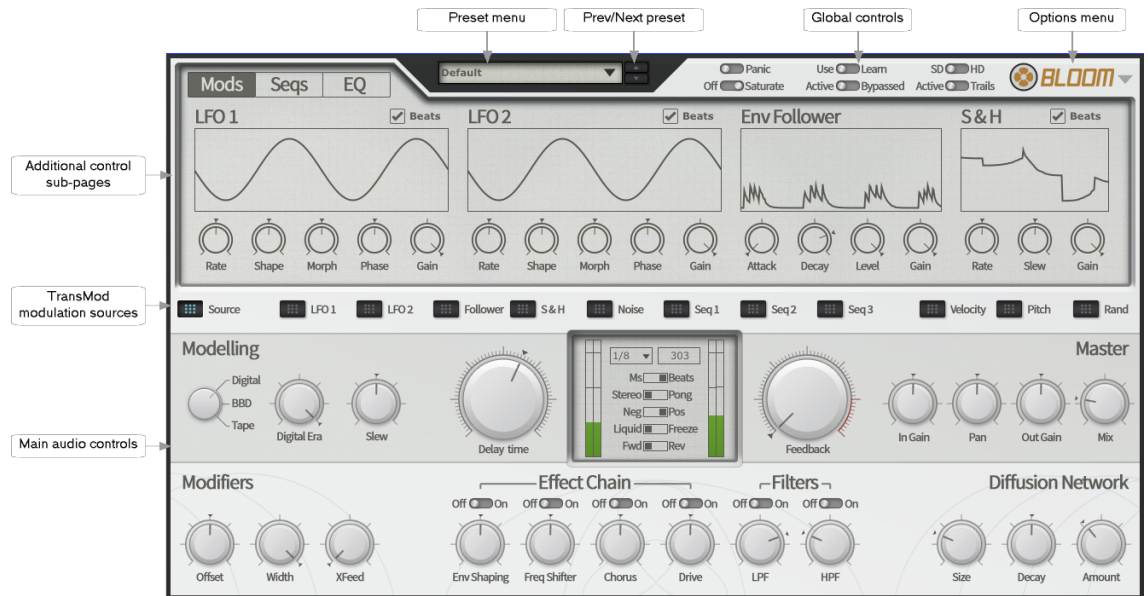 Preset menu
Prev/Next preset
Global controls
Options menu
Default
Panic
Use Learn
SD HD
Off Saturate
Active Bypassed
Active Trails
BLOOM
Mods Seqs EQ
LFO 1
Beats
LFO 2
Beats
Env Follower
S & H
Beats
Additional control
sub-pages
Rate Shape Morph Phase Gain
Rate Shape Morph Phase Gain
Attack Decay Level Gain
Rate Slew Gain
TransMod
modulation sources
Source LFO 1 LFO 2 Follower S & H Noise Seq 1 Seq 2 Seq 3 Velocity Pitch Rand
Main audio controls
Modelling
Digital
BBD
Tape
Digital Era
Slew
Delay time
1/8 303
Ms Beats
Stereo Pong
Neg Pos
Liquid Freeze
Fwd Rev
Feedback
Master
In Gain Pan Out Gain Mix
Modifiers
Offset Width XFeed
Effect Chain
Off On Off On Off On Off On
Env Shaping Freq Shifter Chorus Drive
Filters
Off On Off On
LPF HPF
Diffusion Network
Size Decay Amount